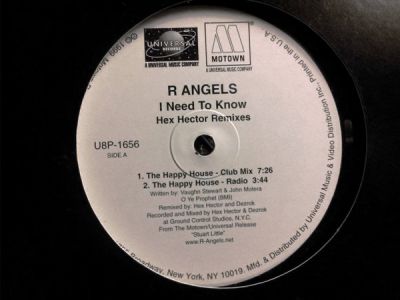 UNIVERSAL
RECORDS
A UNIVERSAL MUSIC COMPANY
M
MOTOWN
A UNIVERSAL MUSIC COMPANY
R ANGELS
I Need To Know
Hex Hector Remixes
U8P-1656
SIDE A
1. The Happy House - Club Mix 7:26
2. The Happy House - Radio 3:44
Written by: Vaughn Stewart & John Motera
O Ye Prophet (BMI)
Remixed by: Hex Hector and Dezrok
Recorded and Mixed by Hex Hector & Dezrok
at Ground Control Studios, N.Y.C.
From The Motown/Universal Release
"Stuart Little"
www.R-Angels.net
Broadway, New York, NY 10019. Mfd. & Distributed by Universal Music & Video Distribution Inc., Printed in the U.S.A.